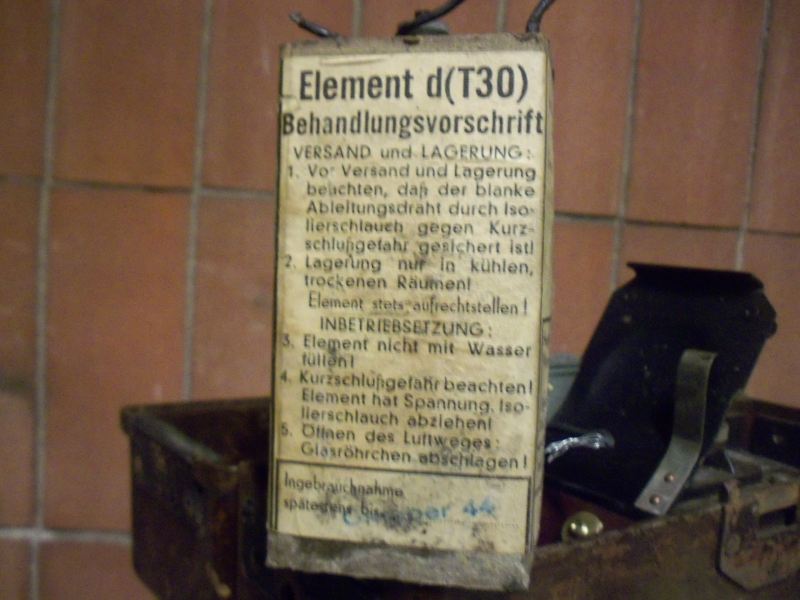 Element d(T30)
Behandlungsvorschrift
VERSAND und LAGERUNG:
1. Vor Versand und Lagerung
beachten, daß der blanke
Ableitungsdraht durch Iso-
lierschlauch gegen Kurz-
schlußgefahr gesichert ist!
2. Lagerung nur in kühlen,
trockenen Räumen!
Element stets aufrechtstellen!
INBETRIEBSETZUNG:
3. Element nicht mit Wasser
füllen!
4. Kurzschlußgefahr beachten!
Element hat Spannung. Iso-
lierschlauch abziehen!
5. Öffnen des Luftweges:
Glasröhrchen abschlagen!
Ingebrauchnahme
spätestens bis 44